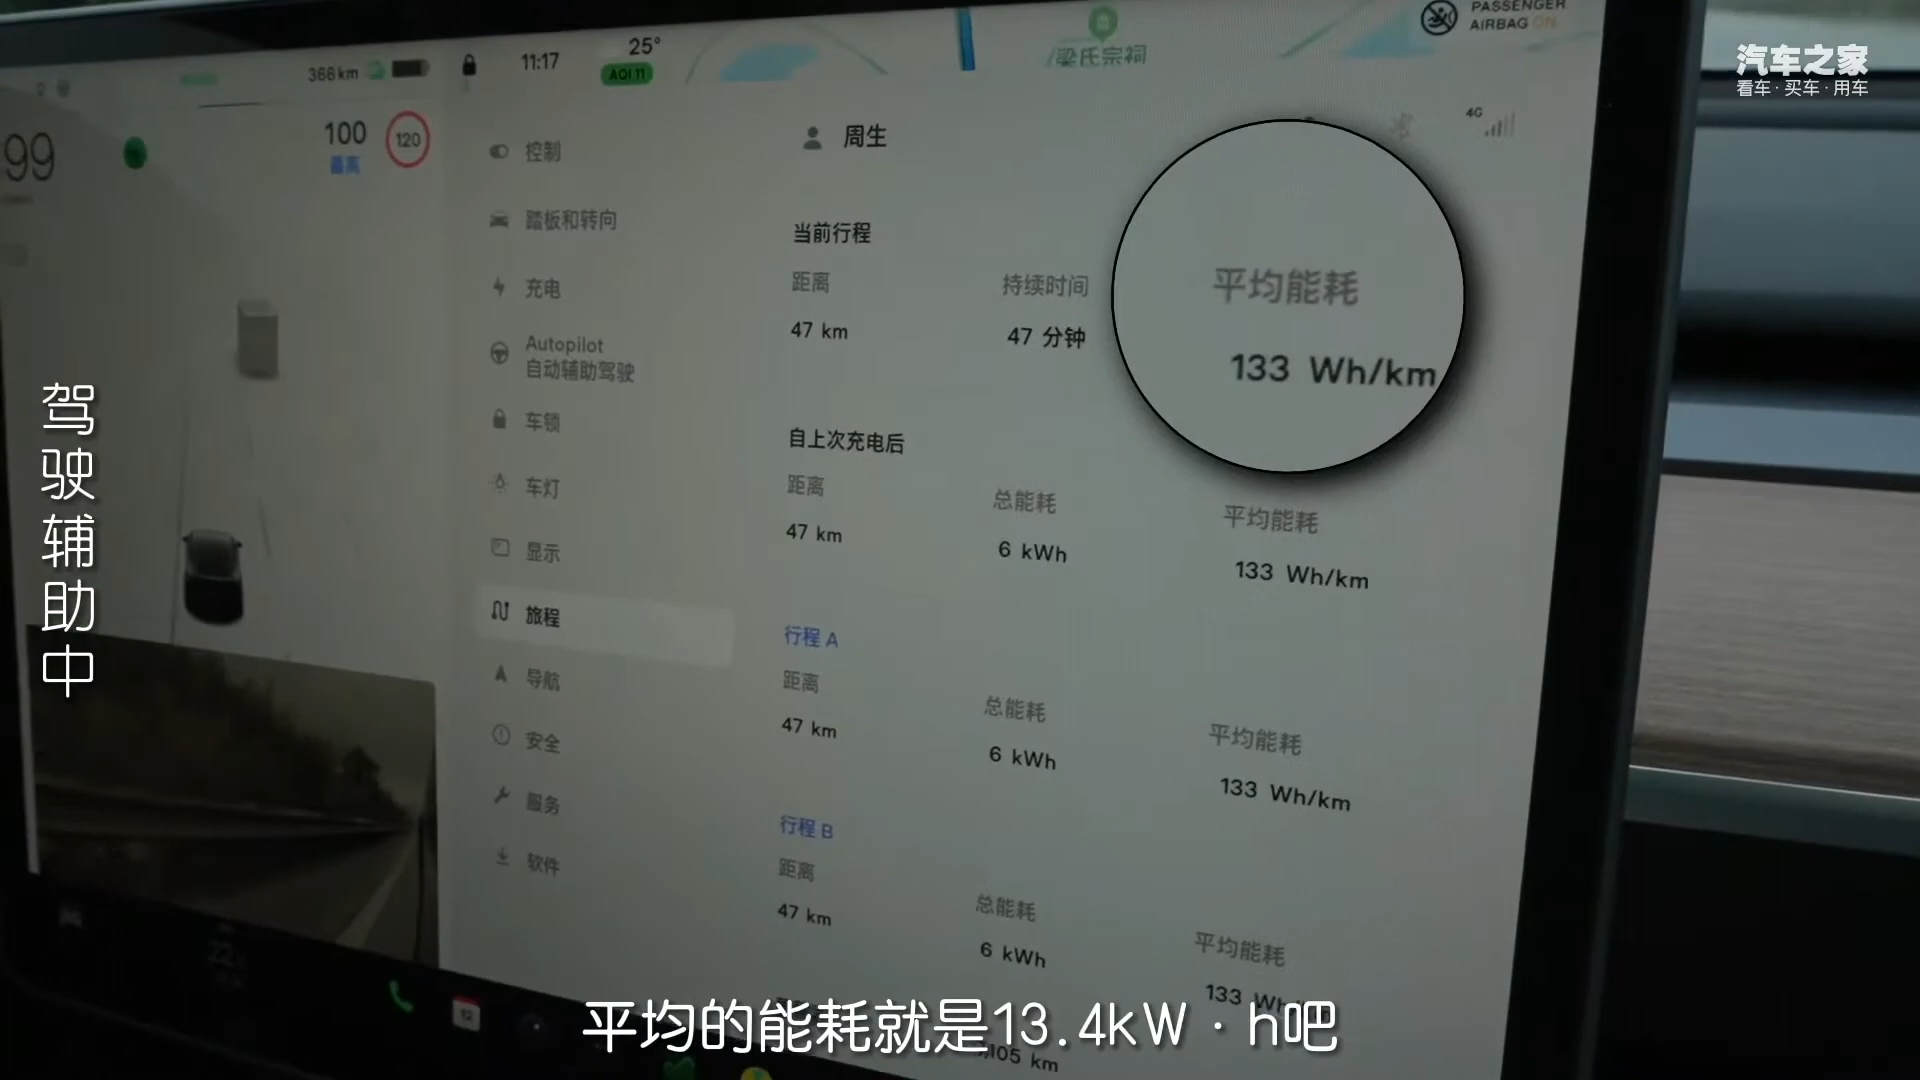 PASSENGER
AIRBAG ON
汽车之家
看车·买车·用车
368km
11:17
25°
AQI 11
梁氏宗祠
4G
99
100
最高
120
周生
控制
踏板和转向
充电
Autopilot
自动辅助驾驶
车锁
车灯
显示
旅程
导航
安全
服务
软件
当前行程
距离
持续时间
平均能耗
47 km
47 分钟
133 Wh/km
自上次充电后
距离
总能耗
平均能耗
47 km
6 kWh
133 Wh/km
行程 A
距离
总能耗
平均能耗
47 km
6 kWh
133 Wh/km
行程 B
距离
总能耗
平均能耗
47 km
6 kWh
133
驾驶辅助中
平均的能耗就是13.4kW·h吧